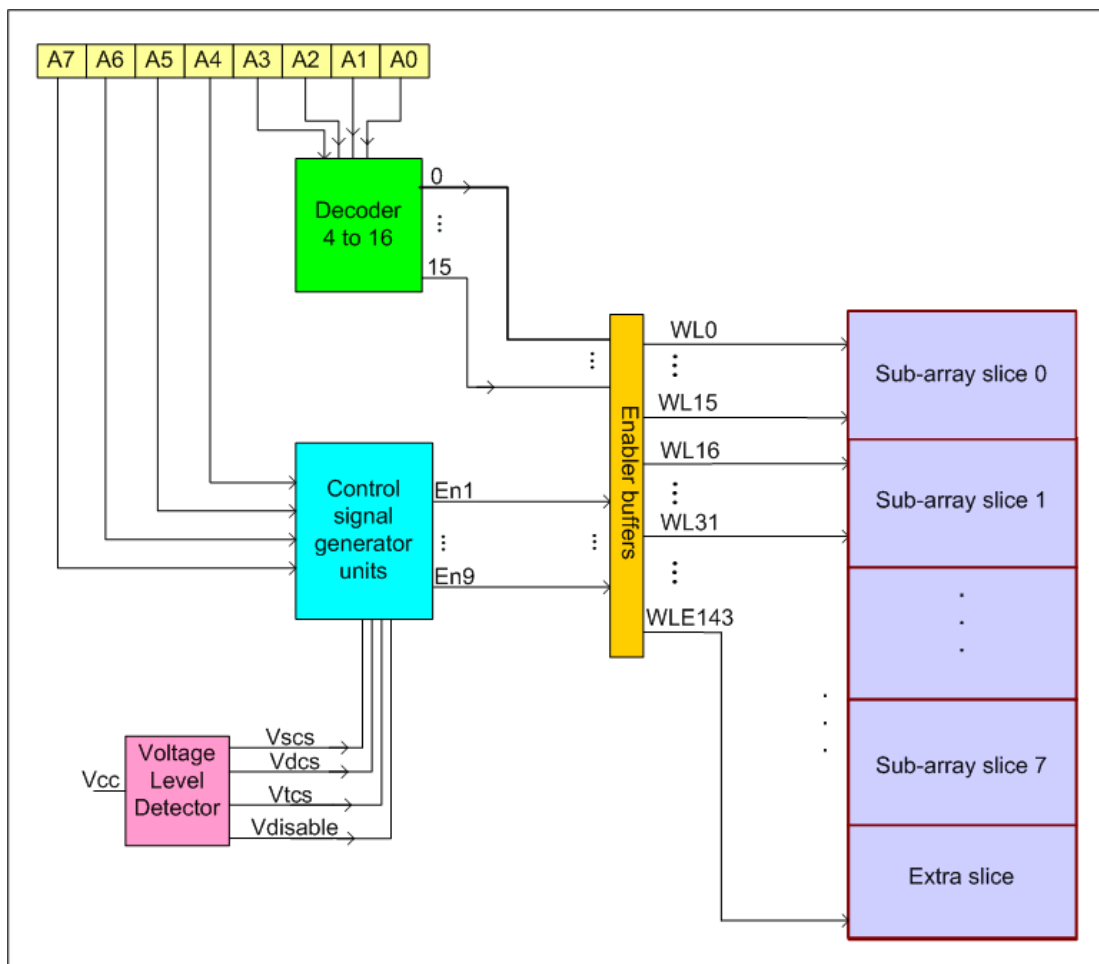 A7 A6 A5 A4 A3 A2 A1 A0
Decoder
4 to 16
0
...
15
WL0
...
WL15
WL16
...
WL31
...
WLE143
Enabler buffers
...
...
Sub-array slice 0
Sub-array slice 1
. . .
Sub-array slice 7
Extra slice
. . .
Control
signal
generator
units
En1
...
En9
Vcc
Voltage
Level
Detector
Vscs
Vdcs
Vtcs
Vdisable